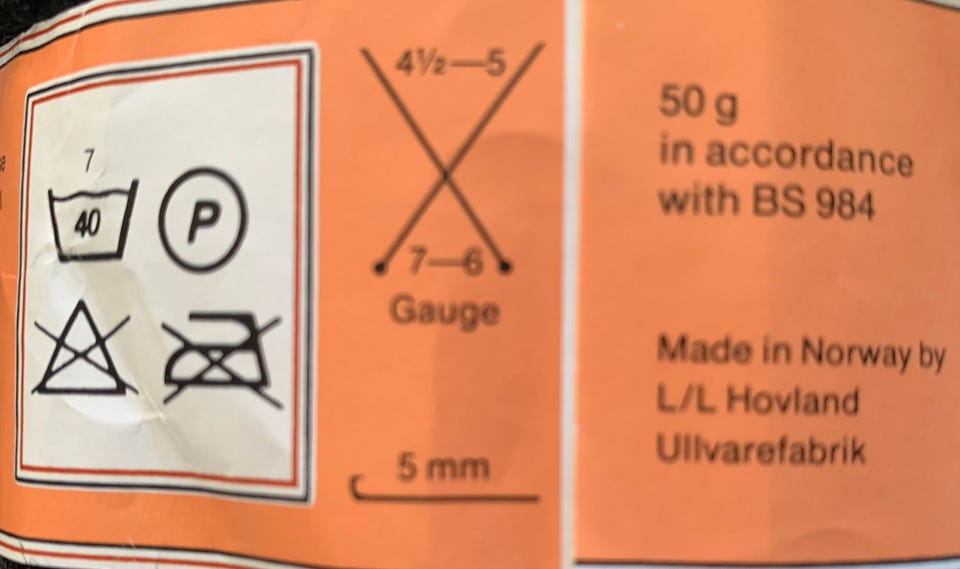 7
40
P
4½—5
7—6
Gauge
5 mm
50 g
in accordance
with BS 984
Made in Norway by
L/L Hovland
Ullvarefabrik